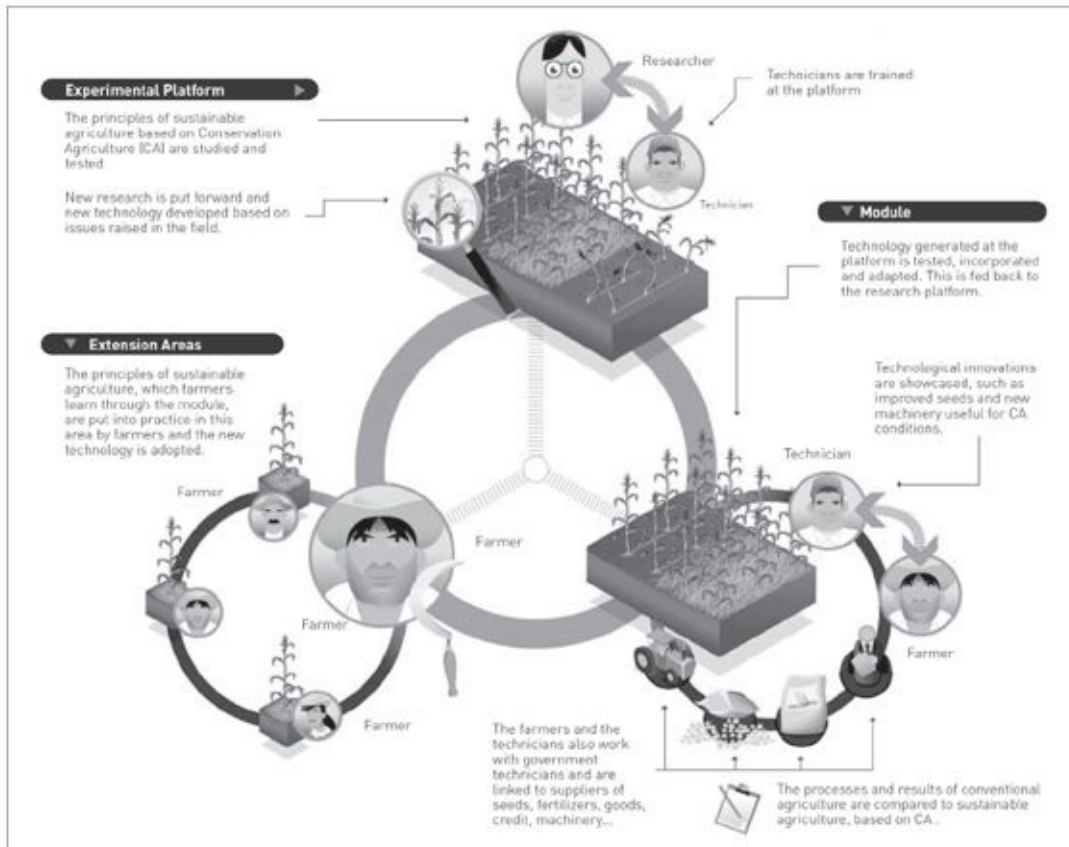 Researcher
Experimental Platform
Technicians are trained
at the platform
The principles of sustainable
agriculture based on Conservation
Agriculture (CA) are studied and
tested.
Technician
New research is put forward and
new technology developed based on
issues raised in the field.
Module
Technology generated at the
platform is tested, incorporated
and adapted. This is fed back to
the research platform.
Extension Areas
The principles of sustainable
agriculture, which farmers
learn through the module,
are put into practice in this
area by farmers and the new
technology is adopted.
Technological innovations
are showcased, such as
improved seeds and new
machinery useful for CA
conditions.
Technician
Farmer
Farmer
Farmer
Farmer
Farmer
The farmers and the
technicians also work
with government
technicians and are
linked to suppliers of
seeds, fertilizers, goods,
credit, machinery...
The processes and results of conventional
agriculture are compared to sustainable
agriculture, based on CA .